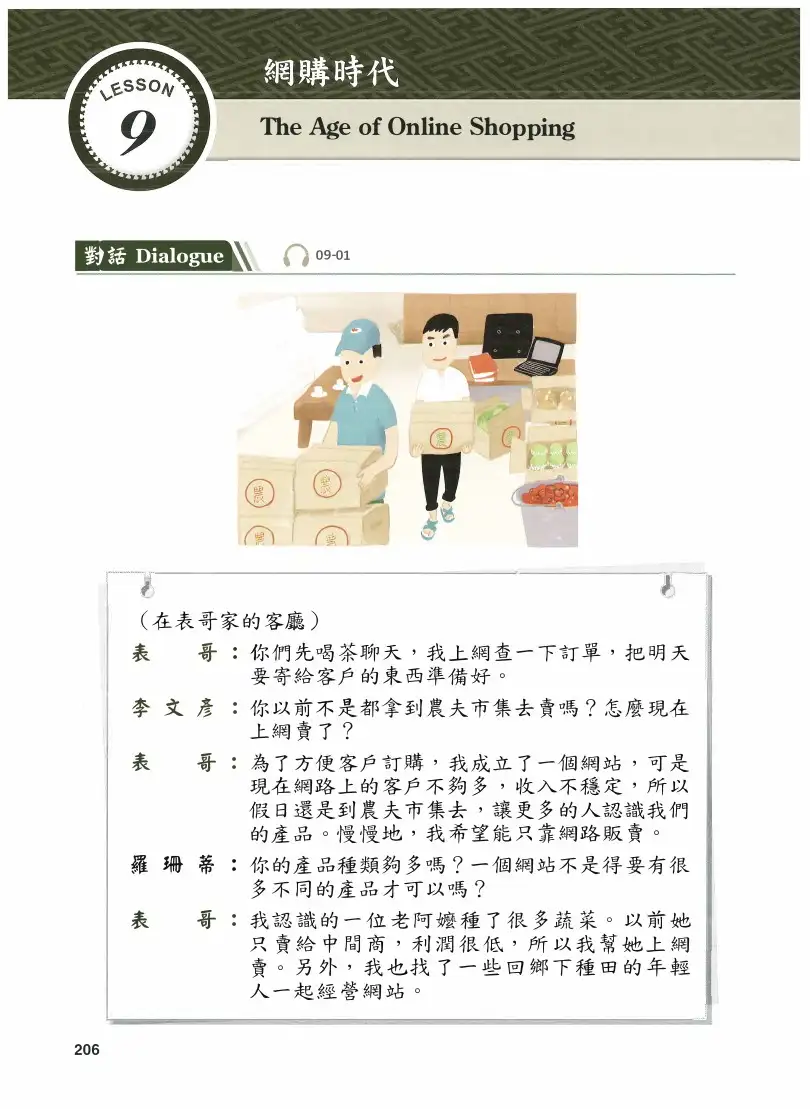 LESSON
9
網購時代
The Age of Online Shopping
對話 Dialogue
09-01
農
農
農
(在表哥家的客廳)
表哥:你們先喝茶聊天,我上網查一下訂單,把明天
要寄給客戶的東西準備好。
李文彥:你以前不是都拿到農夫市集去賣嗎?怎麼現在
上網賣了?
表哥:為了方便客戶訂購,我成立了一個網站,可是
現在網路上的客戶不夠多,收入不穩定,所以
假日還是到農夫市集去,讓更多的人認識我們
的產品。慢慢地,我希望能只靠網路販賣。
羅珊蒂:你的產品種類夠多嗎?一個網站不是得要有很
多不同的產品才可以嗎?
表哥:我認識的一位老阿嬤種了很多蔬菜。以前她
只賣給中間商,利潤很低,所以我幫她上網
賣。另外,我也找了一些回鄉下種田的年輕
人一起經營網站。
206